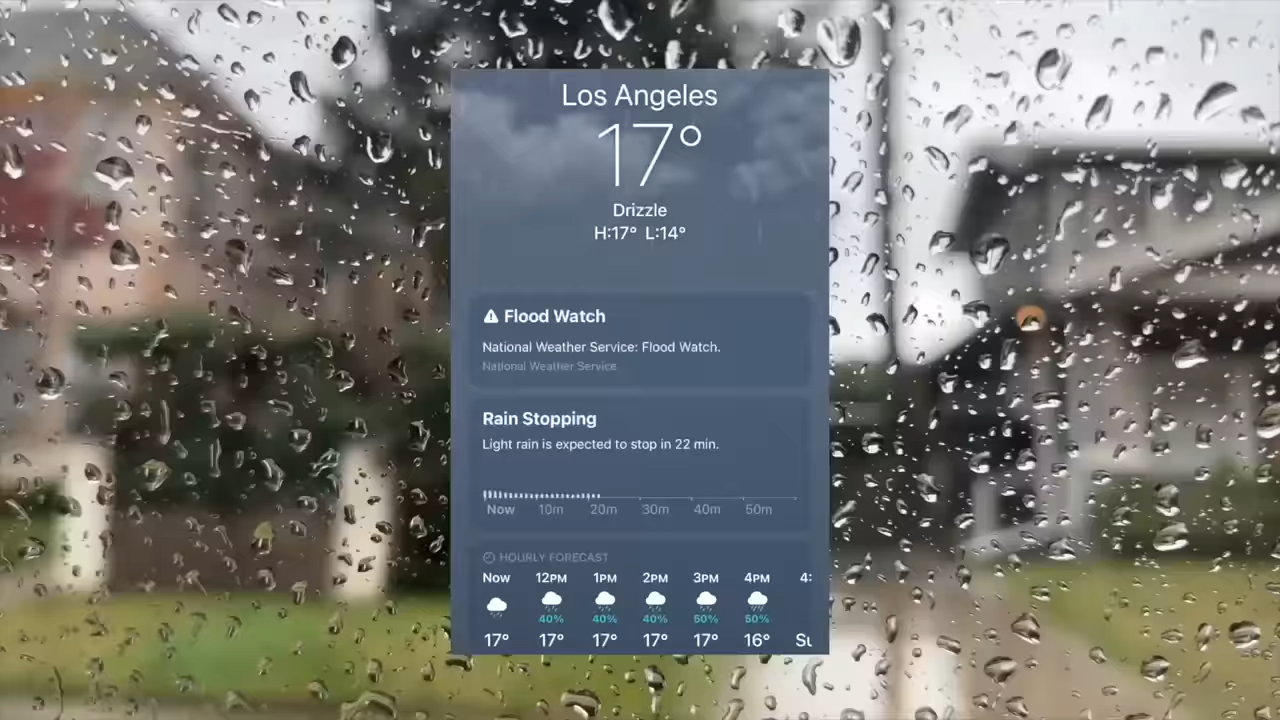 Los Angeles
17°
Drizzle
H:17° L:14°
Flood Watch
National Weather Service: Flood Watch.
National Weather Service
Rain Stopping
Light rain is expected to stop in 22 min.
Now 10m 20m 30m 40m 50m
HOURLY FORECAST
Now 12PM 1PM 2PM 3PM 4PM 4:
40% 40% 40% 50% 50%
17° 17° 17° 17° 17° 16° Su